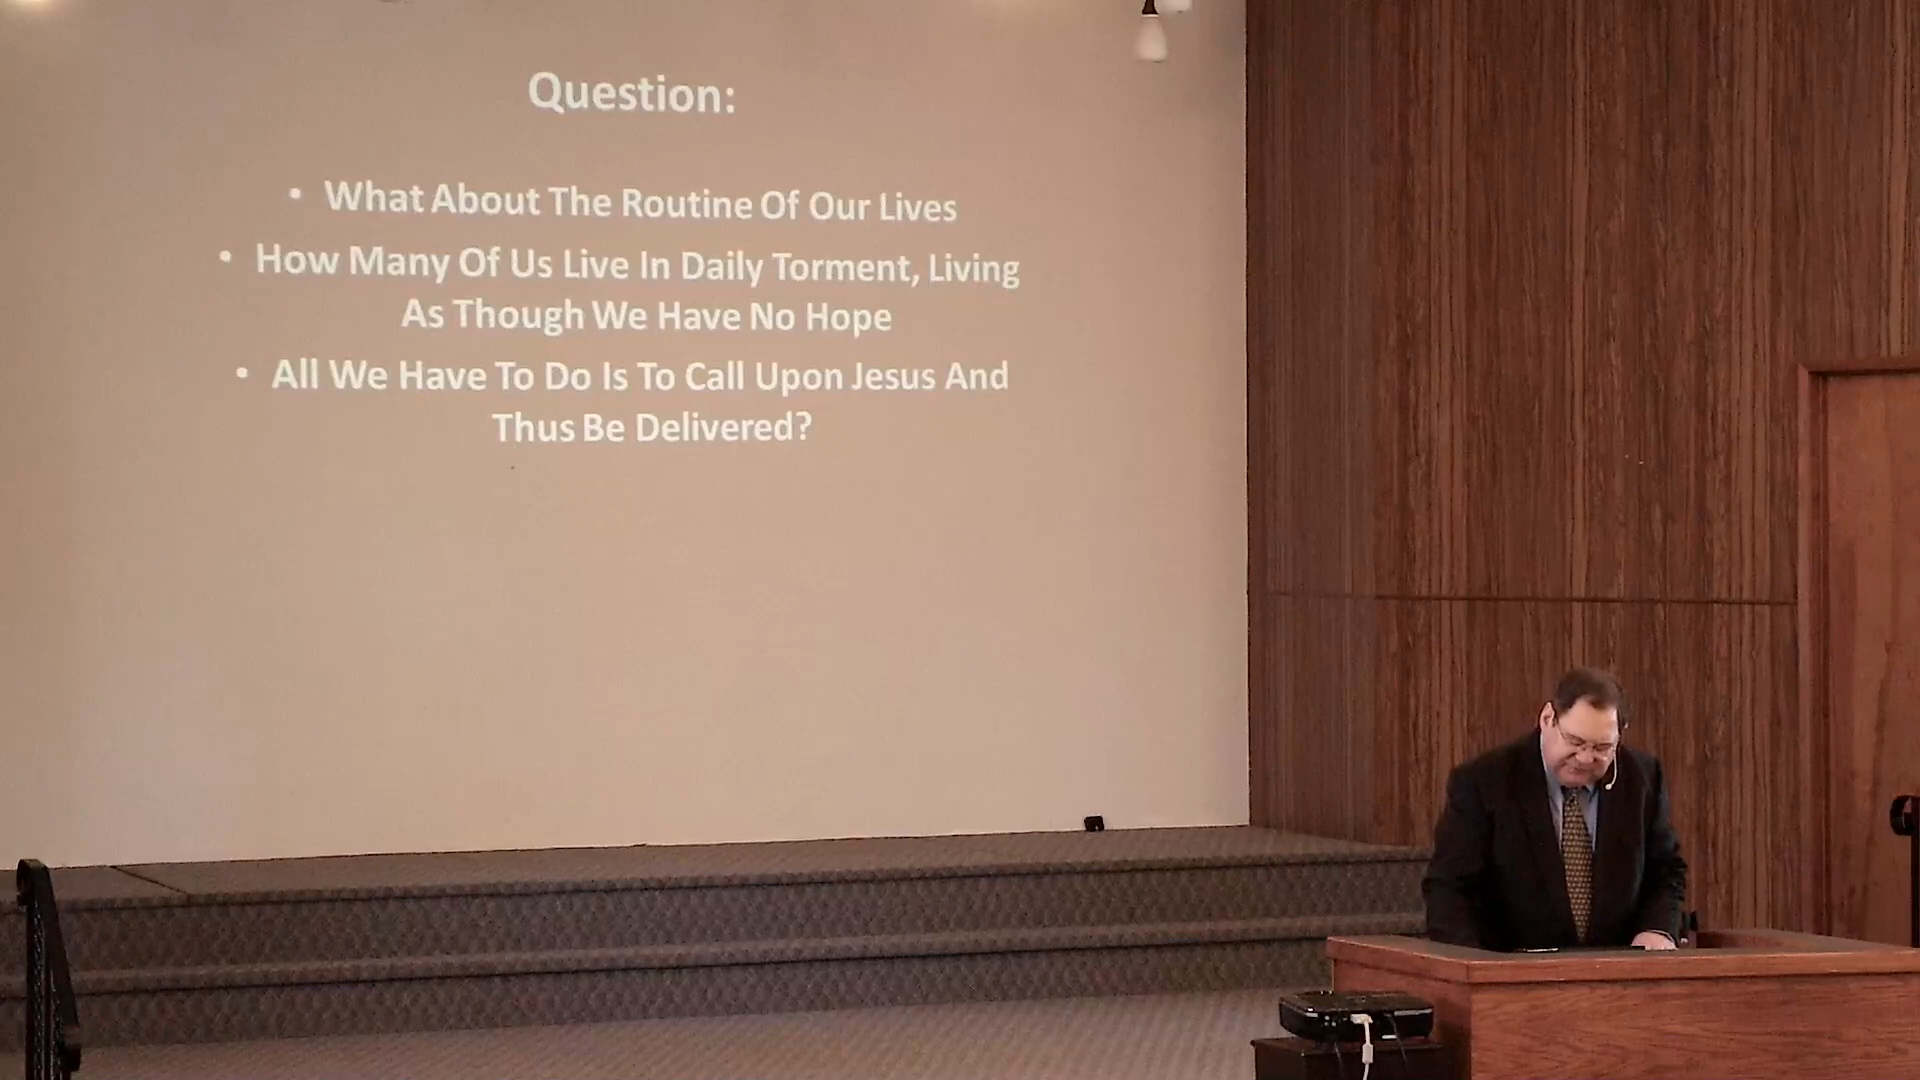 Question:
• What About The Routine Of Our Lives
• How Many Of Us Live In Daily Torment, Living
As Though We Have No Hope
• All We Have To Do Is To Call Upon Jesus And
Thus Be Delivered?